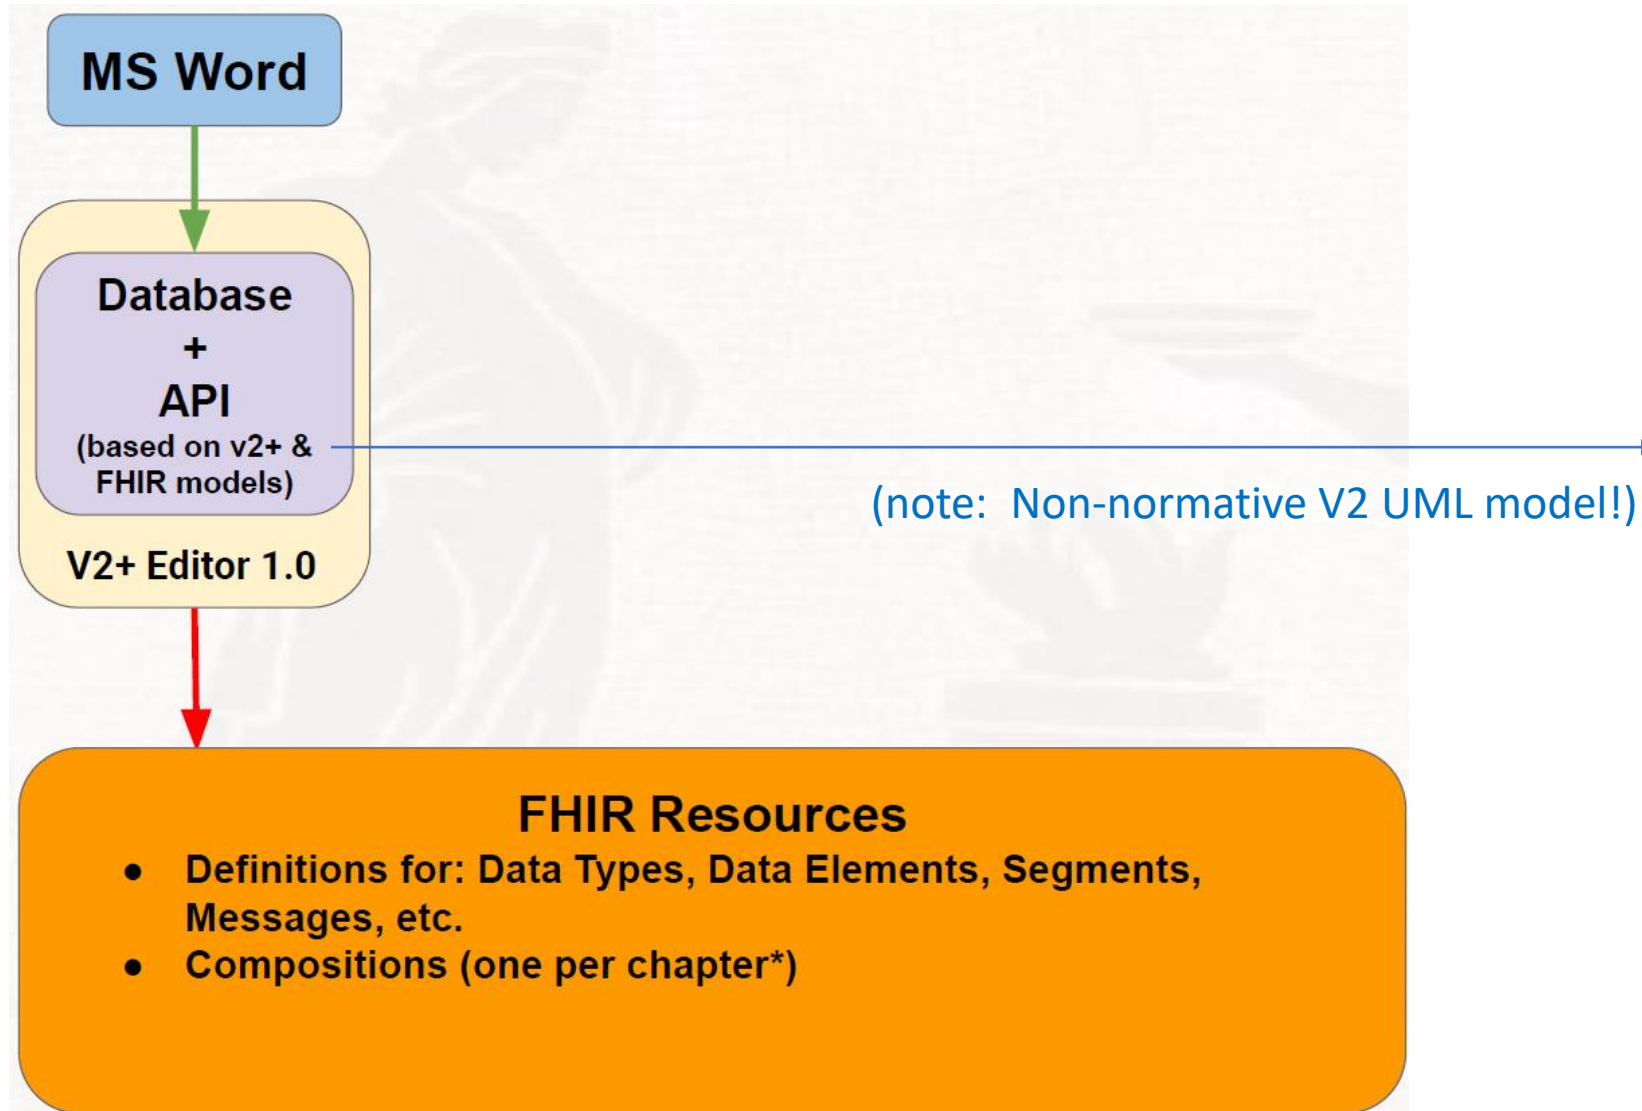 MS Word
Database
+
API
(based on v2+ &
FHIR models)
(note:  Non-normative V2 UML model!)
V2+ Editor 1.0
FHIR Resources
● Definitions for: Data Types, Data Elements, Segments,
Messages, etc.
● Compositions (one per chapter*)